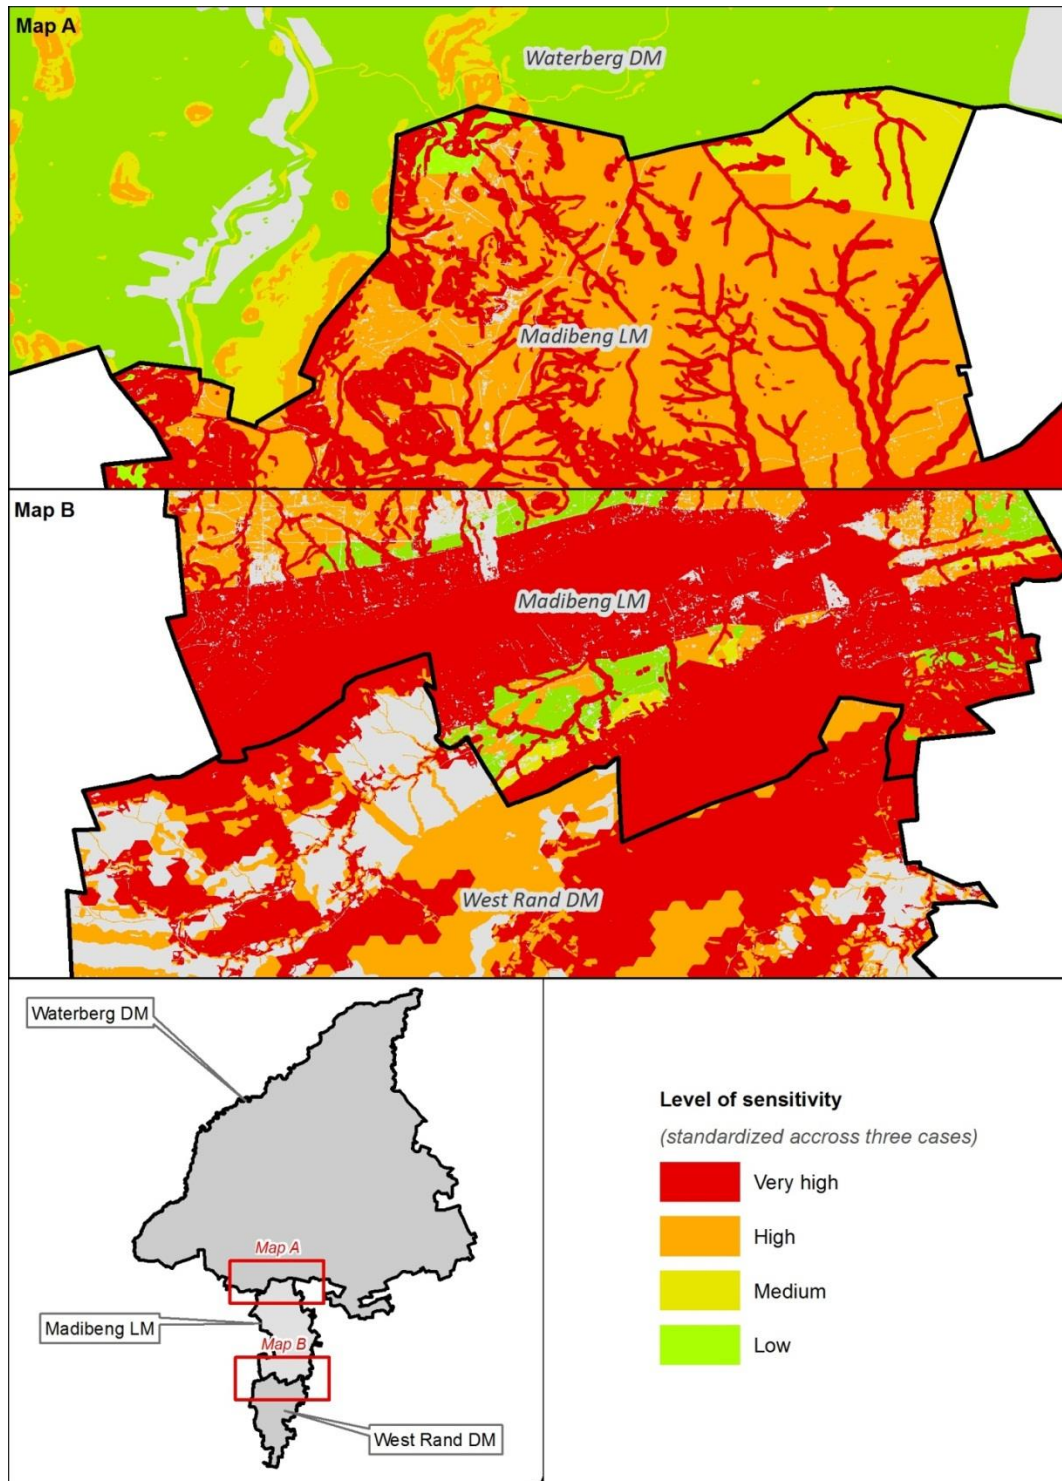 Map A
Waterberg DM
Madibeng LM
Map B
Madibeng LM
West Rand DM
Waterberg DM
Map A
Madibeng LM
Map B
West Rand DM
Level of sensitivity
(standardized accross three cases)
Very high
High
Medium
Low